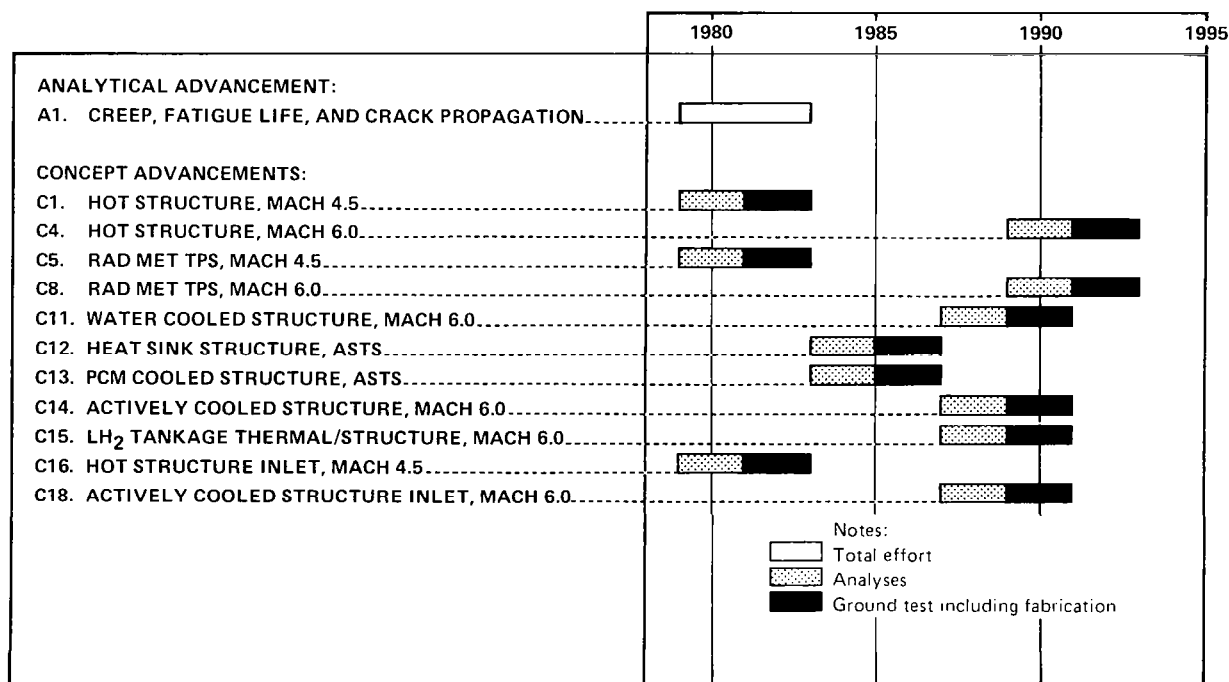 1980 1985 1990 1995
ANALYTICAL ADVANCEMENT:
A1. CREEP, FATIGUE LIFE, AND CRACK PROPAGATION
CONCEPT ADVANCEMENTS:
C1. HOT STRUCTURE, MACH 4.5
C4. HOT STRUCTURE, MACH 6.0
C5. RAD MET TPS, MACH 4.5
C8. RAD MET TPS, MACH 6.0
C11. WATER COOLED STRUCTURE, MACH 6.0
C12. HEAT SINK STRUCTURE, ASTS
C13. PCM COOLED STRUCTURE, ASTS
C14. ACTIVELY COOLED STRUCTURE, MACH 6.0
C15. LH2 TANKAGE THERMAL/STRUCTURE, MACH 6.0
C16. HOT STRUCTURE INLET, MACH 4.5
C18. ACTIVELY COOLED STRUCTURE INLET, MACH 6.0
Notes:
Total effort
Analyses
Ground test including fabrication